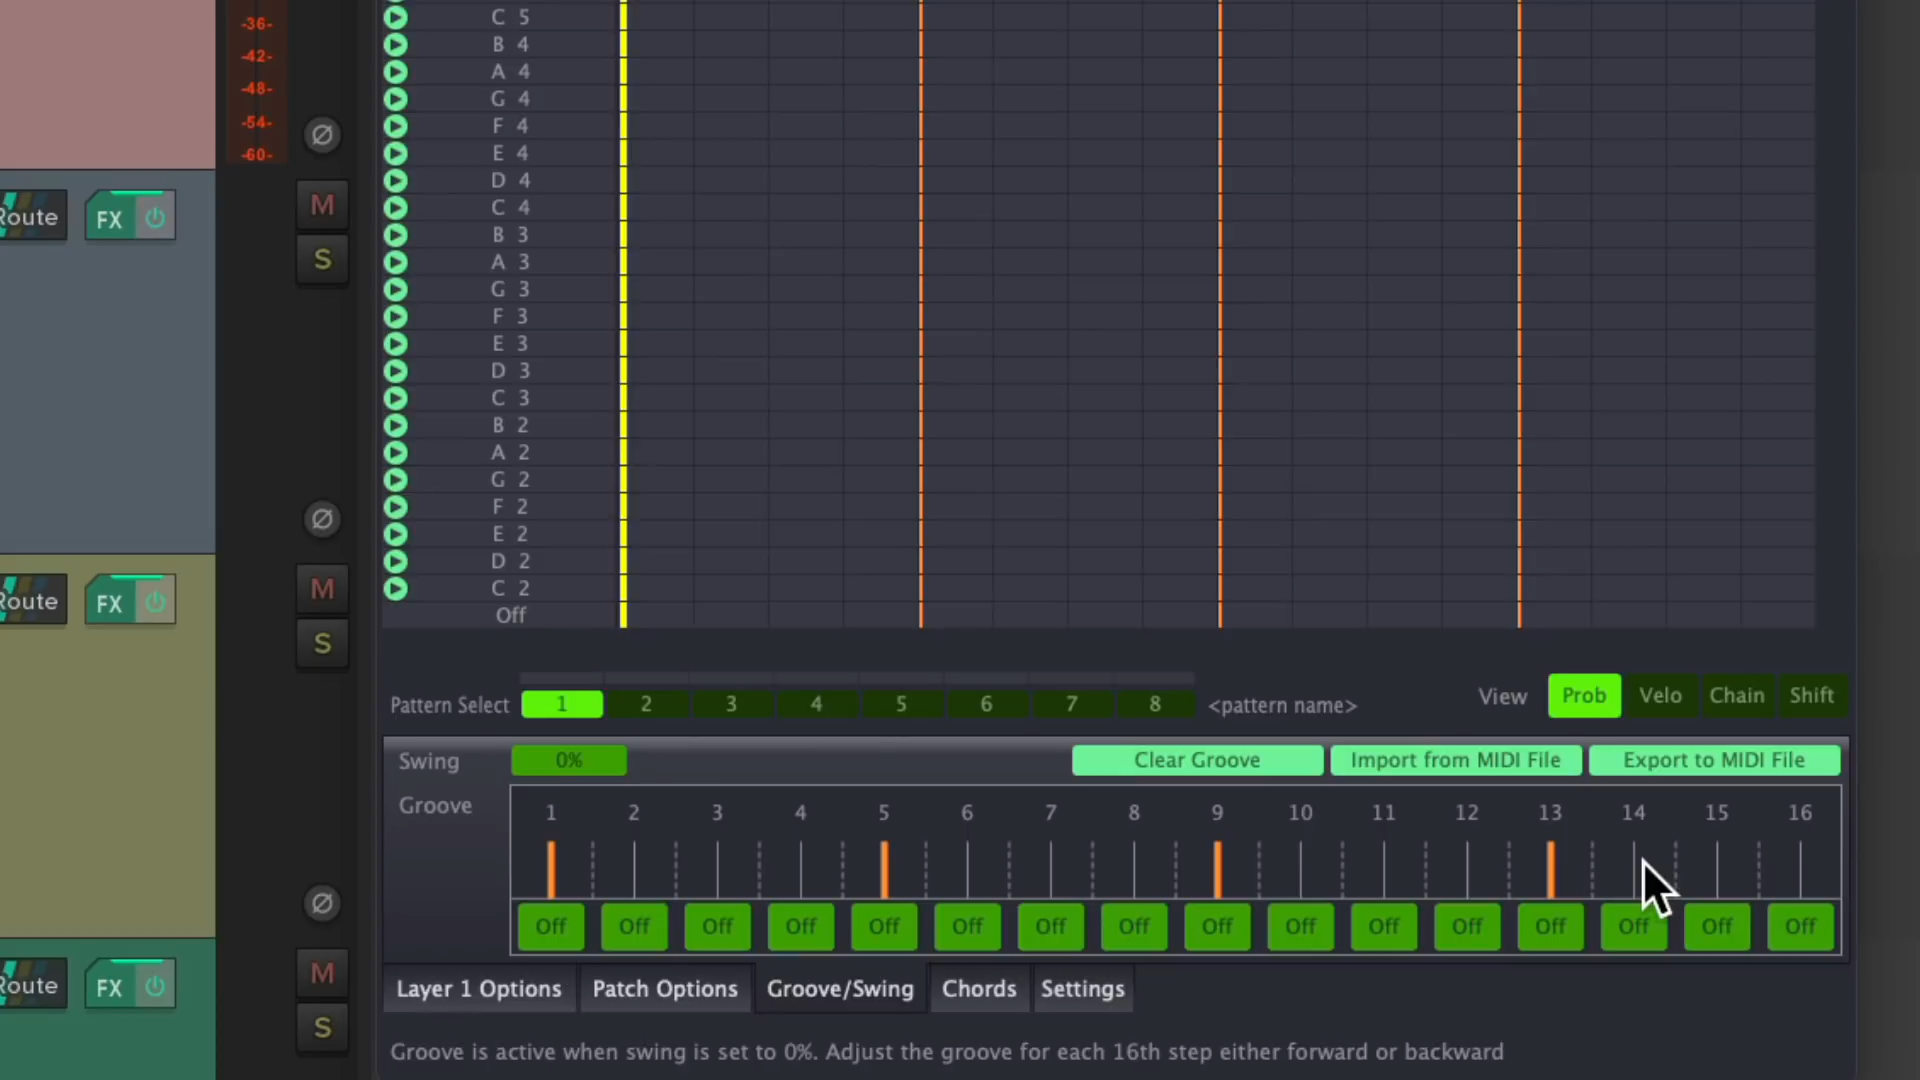 -36-
-42-
-48-
-54-
-60-
Ø
Route FX
M
S
Ø
Route FX
M
S
Ø
Route FX
M
S
C 5
B 4
A 4
G 4
F 4
E 4
D 4
C 4
B 3
A 3
G 3
F 3
E 3
D 3
C 3
B 2
A 2
G 2
F 2
E 2
D 2
C 2
Off
Pattern Select 1 2 3 4 5 6 7 8 <pattern name> View Prob Velo Chain Shift
Swing 0% Clear Groove Import from MIDI File Export to MIDI File
Groove 1 2 3 4 5 6 7 8 9 10 11 12 13 14 15 16
Off Off Off Off Off Off Off Off Off Off Off Off Off Off Off Off
Layer 1 Options Patch Options Groove/Swing Chords Settings
Groove is active when swing is set to 0%. Adjust the groove for each 16th step either forward or backward